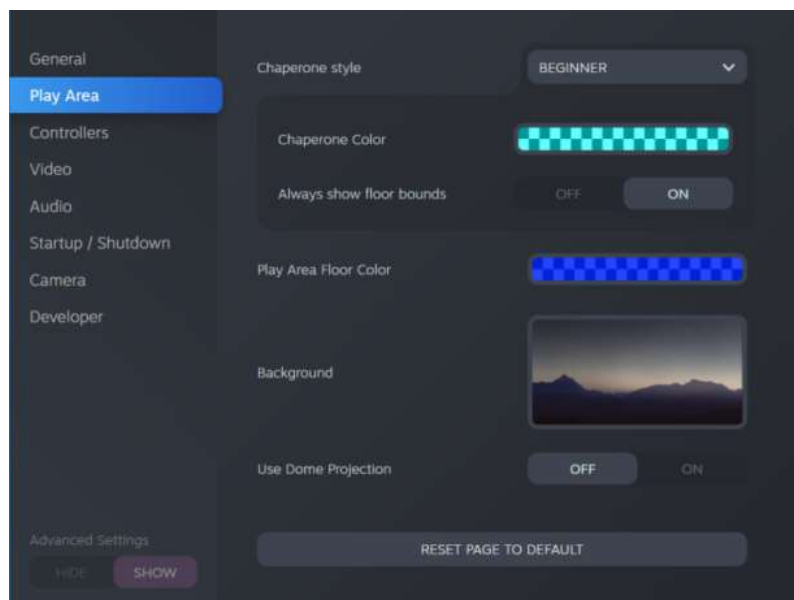 General
Play Area
Controllers
Video
Audio
Startup / Shutdown
Camera
Developer
Advanced Settings
HIDE SHOW
Chaperone style BEGINNER
Chaperone Color
Always show floor bounds OFF ON
Play Area Floor Color
Background
Use Dome Projection OFF ON
RESET PAGE TO DEFAULT